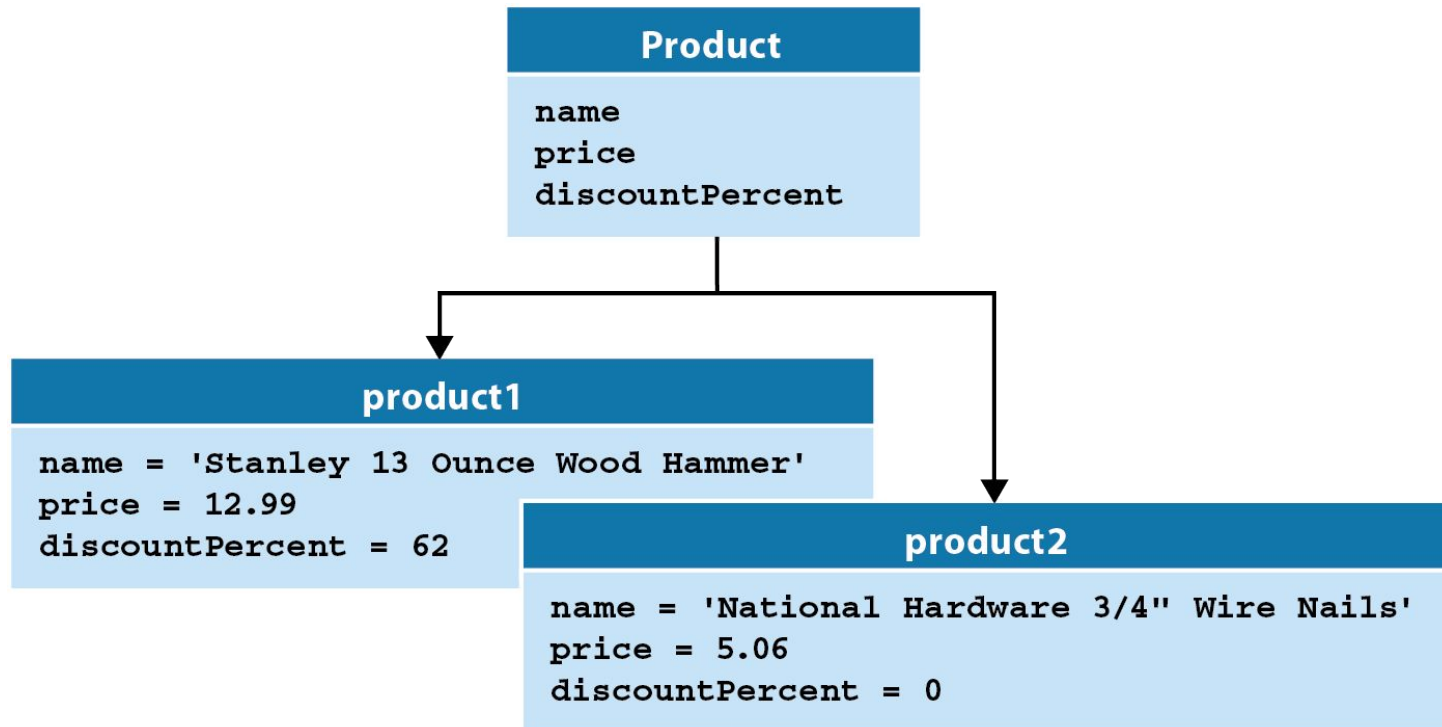 Product
name
price
discountPercent
product1
name = 'Stanley 13 Ounce Wood Hammer'
price = 12.99
discountPercent = 62
product2
name = 'National Hardware 3/4" Wire Nails'
price = 5.06
discountPercent = 0